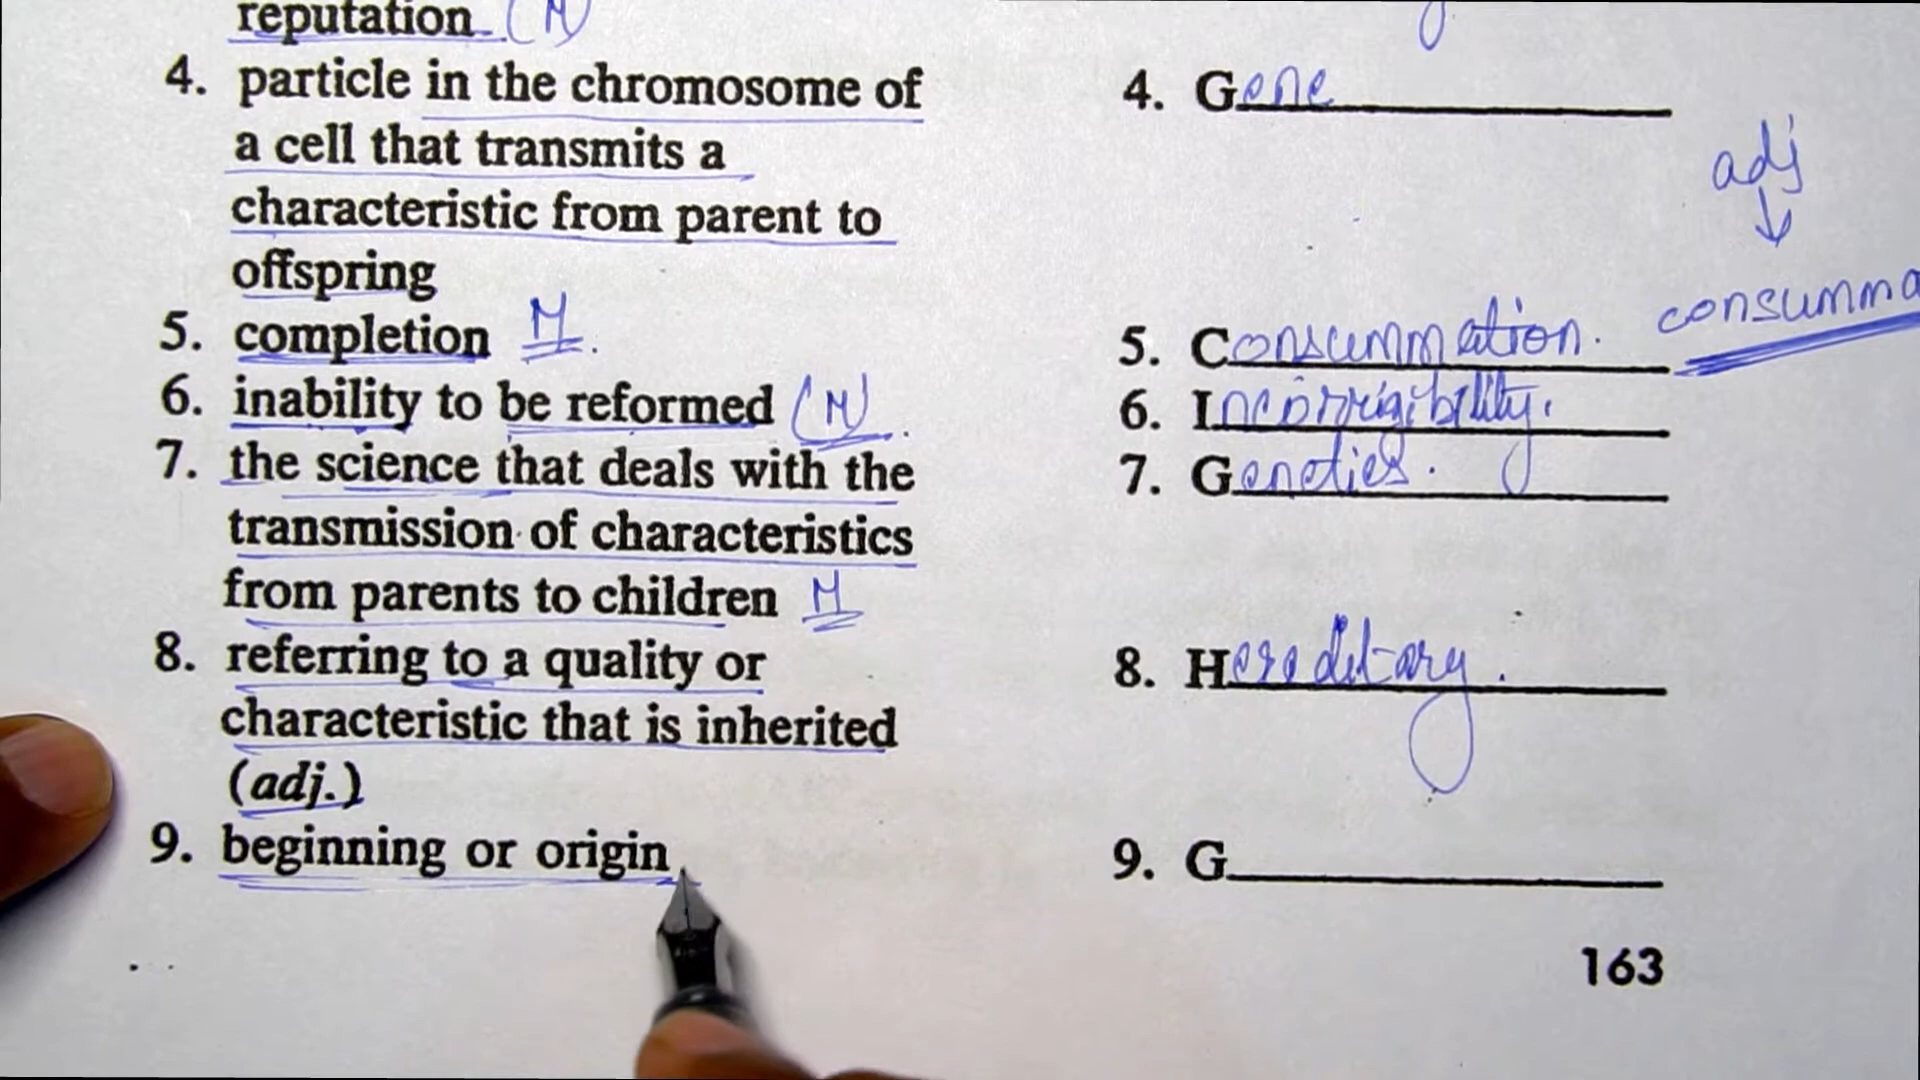 reputation (N)
4. particle in the chromosome of
a cell that transmits a
characteristic from parent to
offspring
5. completion N.
6. inability to be reformed (N).
7. the science that deals with the
transmission of characteristics
from parents to children N
8. referring to a quality or
characteristic that is inherited
(adj.)
9. beginning or origin
4. Gene
adj
5. Consummation. consumma
6. Incorrigibility.
7. Genetics.
8. Hereditary.
9. G
163